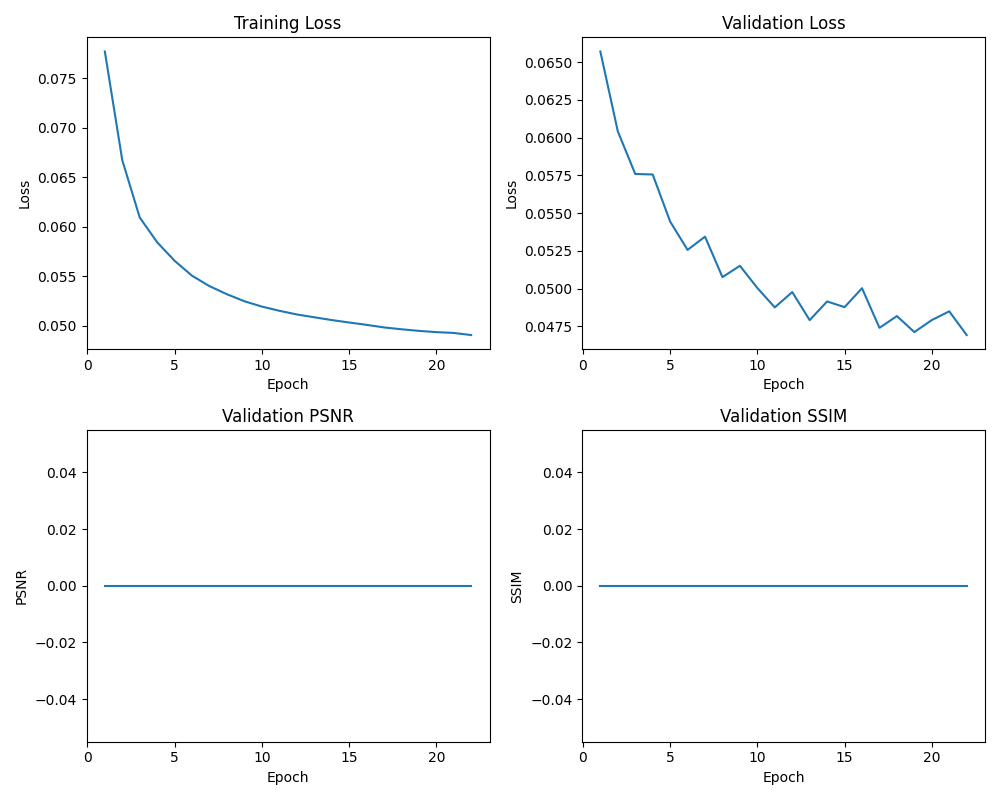 Training Loss
0.075
0.070
0.065
0.060
0.055
0.050
Loss
0 5 10 15 20
Epoch
Validation Loss
0.0650
0.0625
0.0600
0.0575
0.0550
0.0525
0.0500
0.0475
Loss
0 5 10 15 20
Epoch
Validation PSNR
0.04
0.02
0.00
−0.02
−0.04
PSNR
0 5 10 15 20
Epoch
Validation SSIM
0.04
0.02
0.00
−0.02
−0.04
SSIM
0 5 10 15 20
Epoch